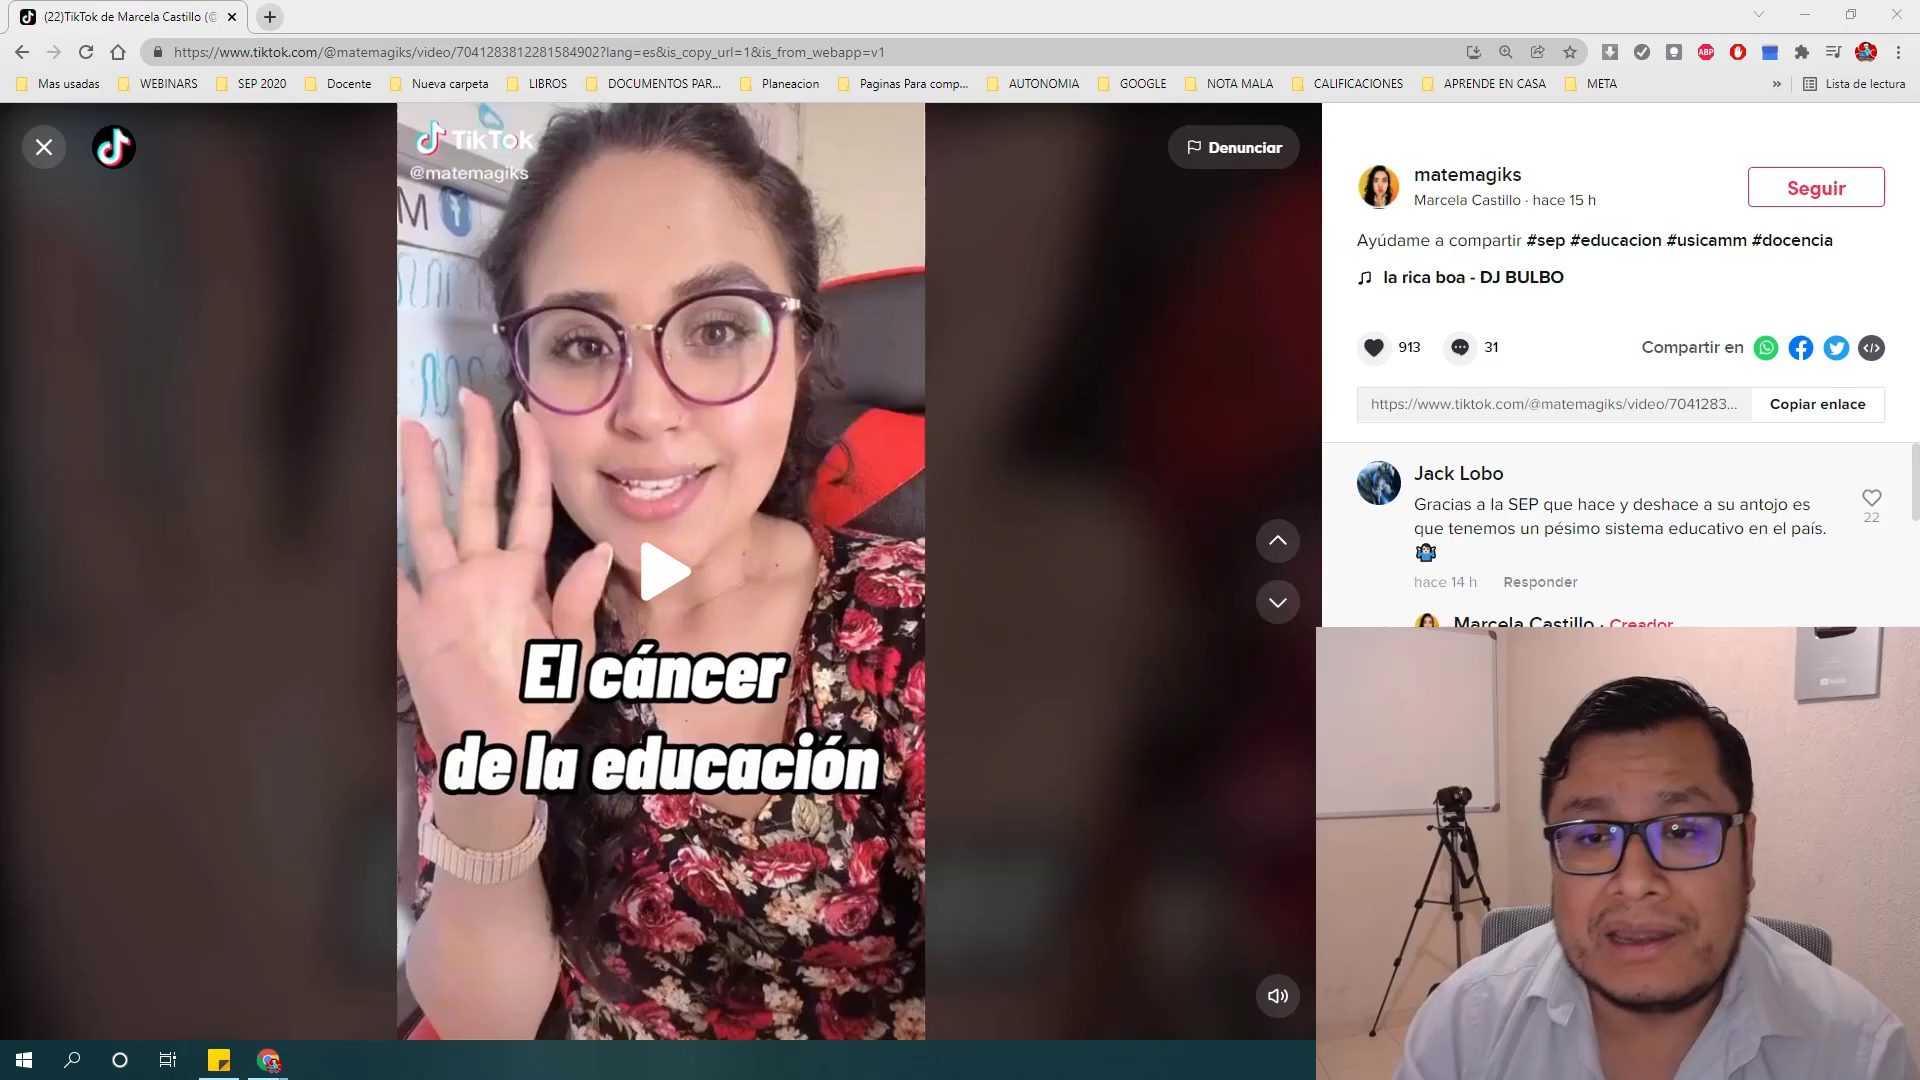 (22)TikTok de Marcela Castillo (@
https://www.tiktok.com/@matemagiks/video/7041283812281584902?lang=es&is_copy_url=1&is_from_webapp=v1
ABP
Mas usadas
WEBINARS
SEP 2020
Docente
Nueva carpeta
LIBROS
DOCUMENTOS PAR...
Planeacion
Paginas Para comp...
AUTONOMIA
GOOGLE
NOTA MALA
CALIFICACIONES
APRENDE EN CASA
META
»
Lista de lectura
TikTok
@matemagiks
M
Denunciar
El cáncer
de la educación
matemagiks
Marcela Castillo · hace 15 h
Seguir
Ayúdame a compartir #sep #educacion #usicamm #docencia
la rica boa - DJ BULBO
913
31
Compartir en
https://www.tiktok.com/@matemagiks/video/7041283...
Copiar enlace
Jack Lobo
Gracias a la SEP que hace y deshace a su antojo es
que tenemos un pésimo sistema educativo en el país.
22
hace 14 h
Responder
Marcela Castillo · Creador